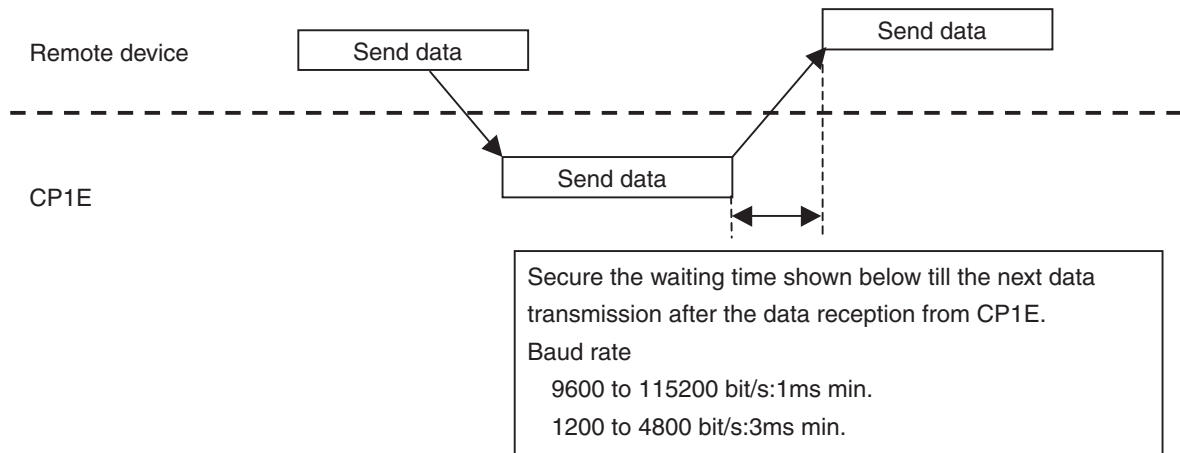 Remote device
Send data
Send data
CP1E
Send data
Secure the waiting time shown below till the next data
transmission after the data reception from CP1E.
Baud rate
9600 to 115200 bit/s:1ms min.
1200 to 4800 bit/s:3ms min.